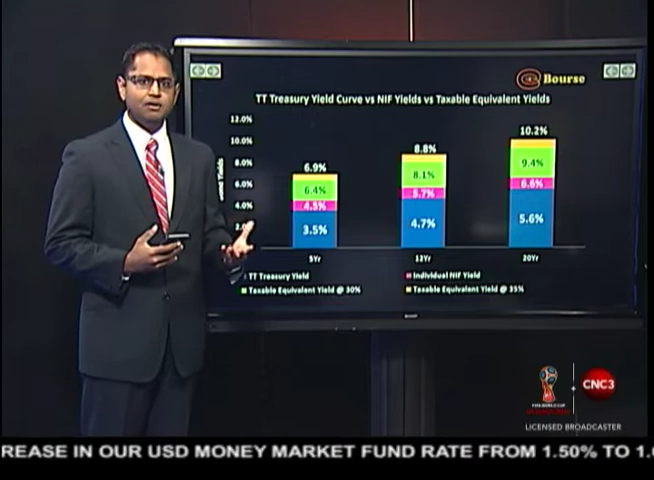 Bourse
TT Treasury Yield Curve vs NIF Yields vs Taxable Equivalent Yields
12.0%
10.0%
8.0%
6.0%
4.0%
6.9%
6.4%
4.5%
3.5%
8.8%
8.1%
5.7%
4.7%
10.2%
9.4%
6.6%
5.6%
5Yr
12Yr
20Yr
TT Treasury Yield
Individual NIF Yield
Taxable Equivalent Yield @ 30%
Taxable Equivalent Yield @ 35%
CNC3
LICENSED BROADCASTER
REASE IN OUR USD MONEY MARKET FUND RATE FROM 1.50% TO 1.